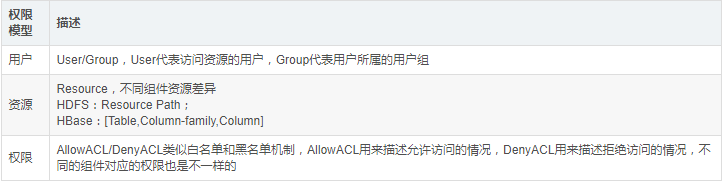 权限
模型
描述
用户
User/Group，User代表访问资源的用户，Group代表用户所属的用户组
资源
Resource，不同组件资源差异
HDFS：Resource Path；
HBase：[Table,Column-family,Column]
权限
AllowACL/DenyACL类似白名单和黑名单机制，AllowACL用来描述允许访问的情况，DenyACL用来描述拒绝访问的情况，不
同的组件对应的权限也是不一样的